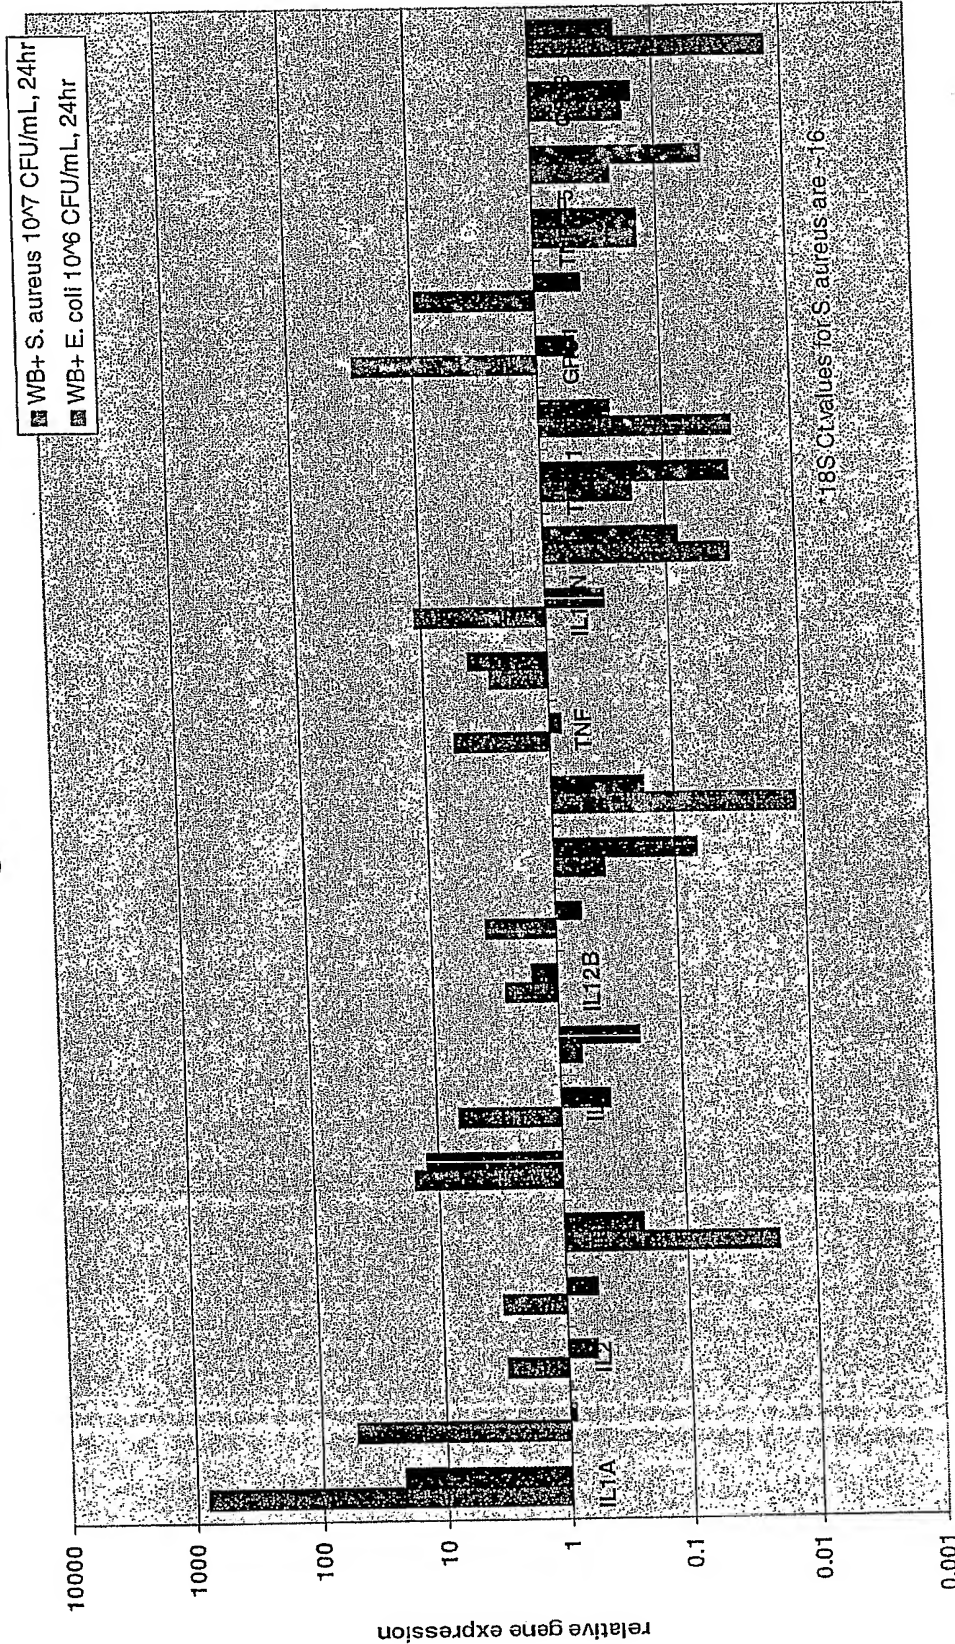 WB+ S. aureus 10^7 CFU/mL, 24hr
WB+ E. coli 10^6 CFU/mL, 24hr
relative gene expression
10000
1000
100
10
1
0.1
0.01
0.001
IL1A
IL2
IL12B
TNF
*18S Ct values for S. aureus are ~16